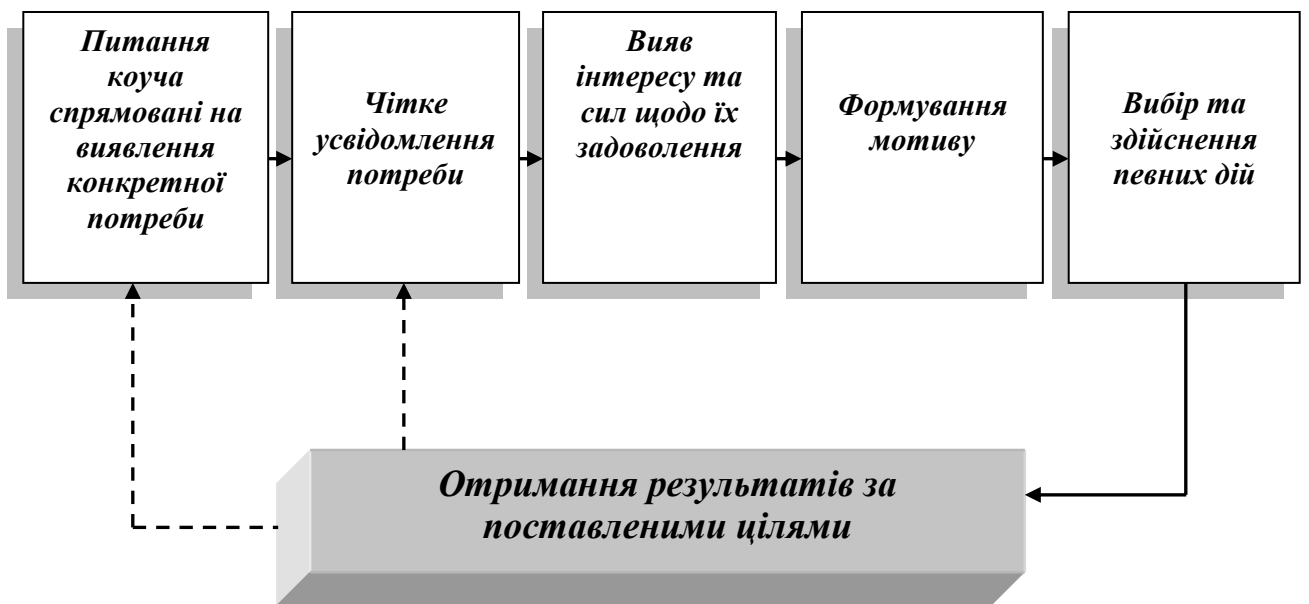 Питання
коуча
спрямовані на
виявлення
конкретної
потреби
Чітке
усвідомлення
потреби
Вияв
інтересу та
сил щодо їх
задоволення
Формування
мотиву
Вибір та
здійснення
певних дій
Отримання результатів за
поставленими цілями